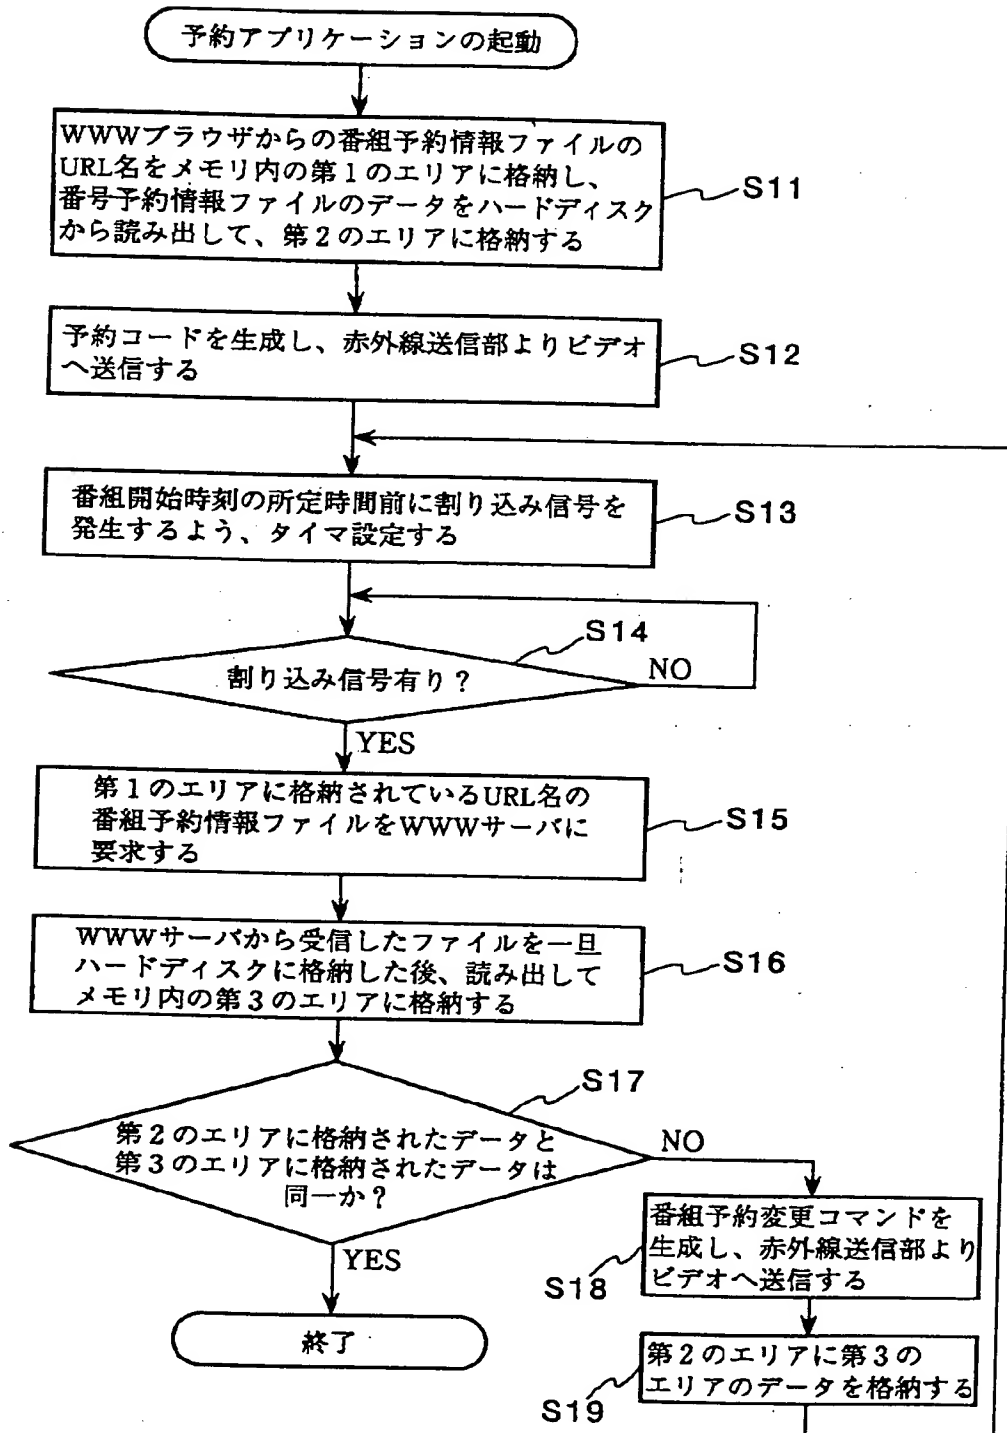 予約アプリケーションの起動
WWWブラウザからの番組予約情報ファイルの
URL名をメモリ内の第1のエリアに格納し、
番号予約情報ファイルのデータをハードディスク
から読み出して、第2のエリアに格納する
S11
予約コードを生成し、赤外線送信部よりビデオ
へ送信する
S12
番組開始時刻の所定時間前に割り込み信号を
発生するよう、タイマ設定する
S13
S14
割り込み信号有り？
NO
YES
第1のエリアに格納されているURL名の
番組予約情報ファイルをWWWサーバに
要求する
S15
WWWサーバから受信したファイルを一旦
ハードディスクに格納した後、読み出して
メモリ内の第3のエリアに格納する
S16
S17
第2のエリアに格納されたデータと
第3のエリアに格納されたデータは
同一か？
NO
YES
番組予約変更コマンドを
生成し、赤外線送信部より
ビデオへ送信する
S18
終了
第2のエリアに第3の
エリアのデータを格納する
S19